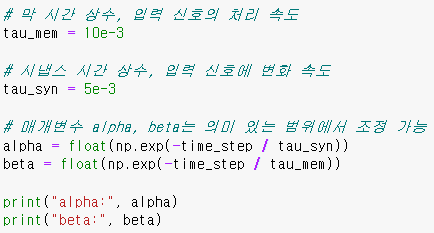 # 막 시간 상수, 입력 신호의 처리 속도
tau_mem = 10e-3
# 시냅스 시간 상수, 입력 신호에 변화 속도
tau_syn = 5e-3
# 매개변수 alpha, beta는 의미 있는 범위에서 조정 가능
alpha = float(np.exp(-time_step / tau_syn))
beta = float(np.exp(-time_step / tau_mem))
print("alpha:", alpha)
print("beta:", beta)